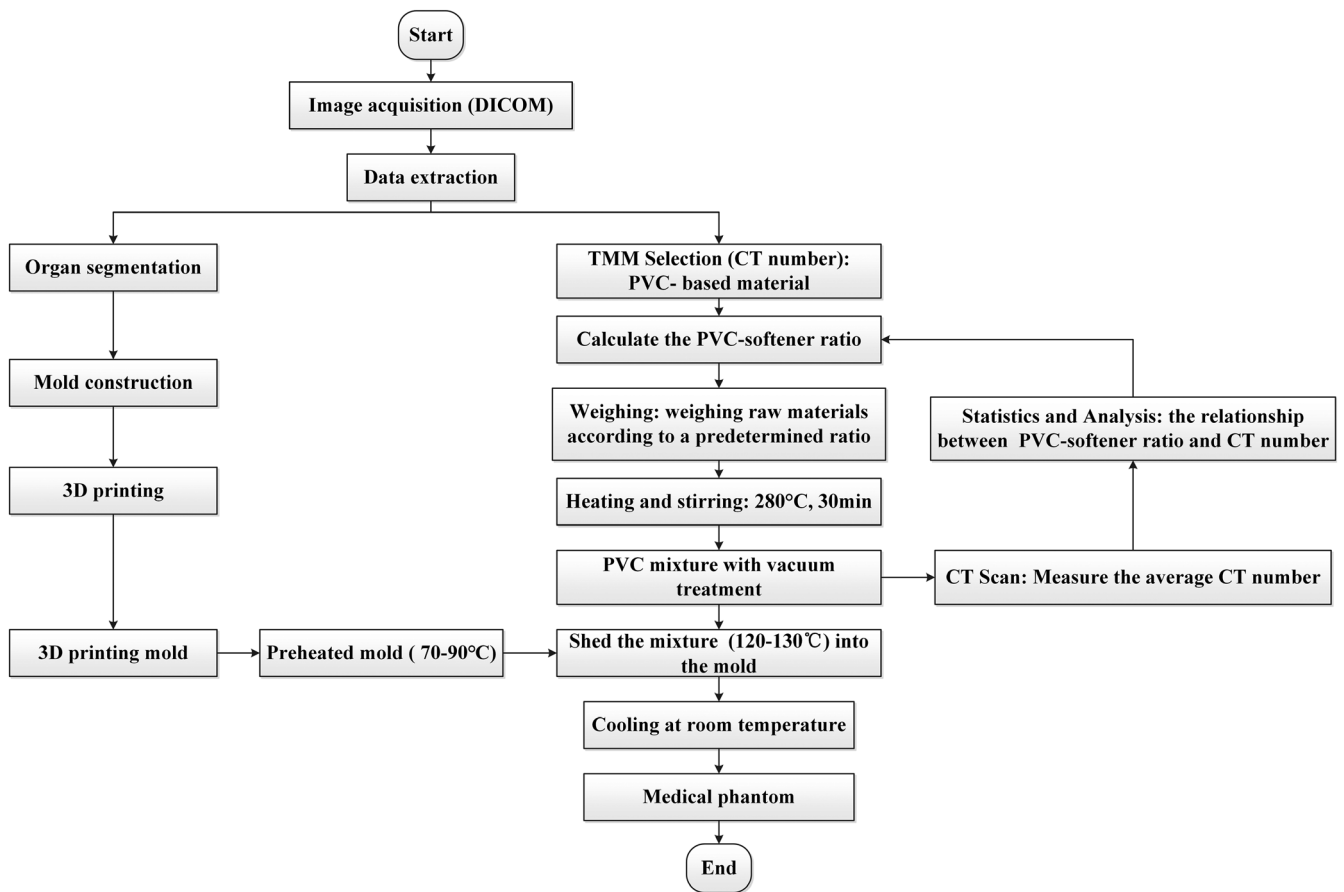 Start
Image acquisition (DICOM)
Data extraction
Organ segmentation
Mold construction
3D printing
3D printing mold
Preheated mold ( 70-90°C)
TMM Selection (CT number):
PVC- based material
Calculate the PVC-softener ratio
Weighing: weighing raw materials
according to a predetermined ratio
Heating and stirring: 280°C, 30min
PVC mixture with vacuum
treatment
CT Scan: Measure the average CT number
Statistics and Analysis: the relationship
between PVC-softener ratio and CT number
Shed the mixture (120-130℃) into
the mold
Cooling at room temperature
Medical phantom
End